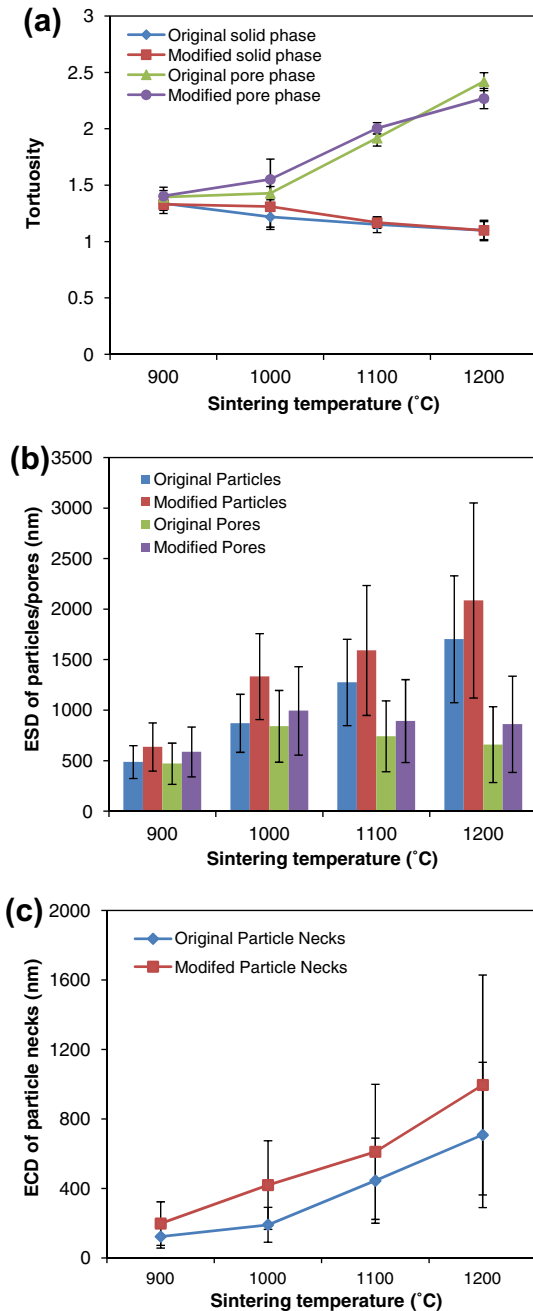 (a)
3
2.5
2
1.5
1
0.5
0
Tortuosity
Original solid phase
Modified solid phase
Original pore phase
Modified pore phase
900
1000
1100
1200
Sintering temperature (˚C)
(b)
3500
3000
2500
2000
1500
1000
500
0
ESD of particles/pores (nm)
Original Particles
Modified Particles
Original Pores
Modified Pores
900
1000
1100
1200
Sintering temperature (˚C)
(c)
2000
1600
1200
800
400
0
ECD of particle necks (nm)
Original Particle Necks
Modifed Particle Necks
900
1000
1100
1200
Sintering temperature (˚C)